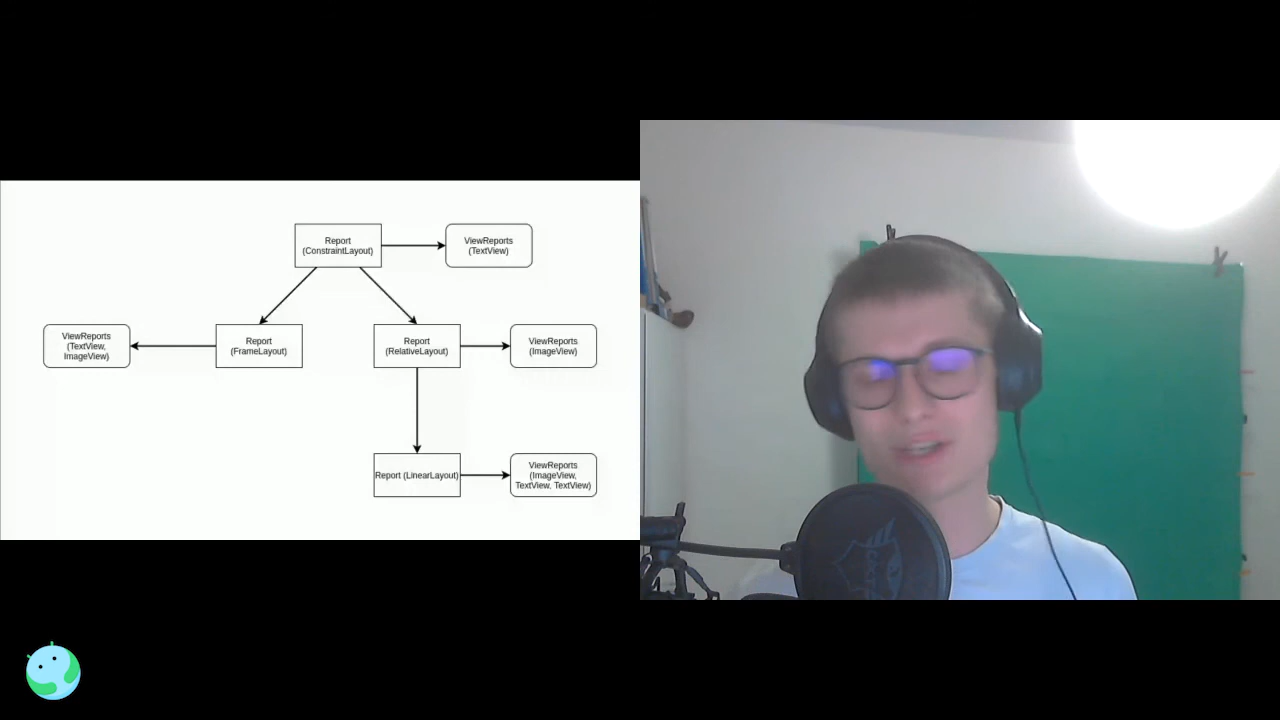 Report
(ConstraintLayout)
ViewReports
(TextView)
ViewReports
(TextView,
ImageView)
Report
(FrameLayout)
Report
(RelativeLayout)
ViewReports
(ImageView)
Report (LinearLayout)
ViewReports
(ImageView,
TextView, TextView)